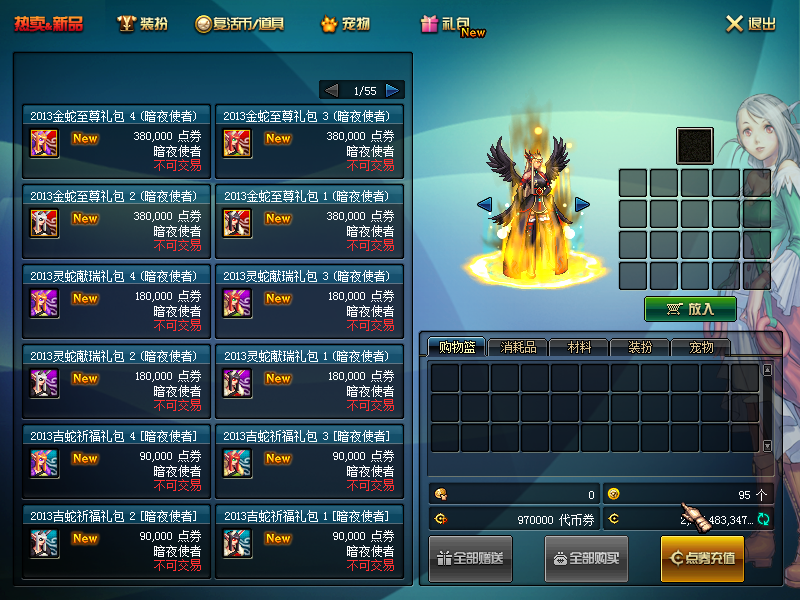 热卖&新品
装扮
复活币/道具
宠物
礼包
New
退出
1/55
2013金蛇至尊礼包 4 (暗夜使者)
New
380,000 点券
暗夜使者
不可交易
2013金蛇至尊礼包 3 (暗夜使者)
New
380,000 点券
暗夜使者
不可交易
2013金蛇至尊礼包 2 (暗夜使者)
New
380,000 点券
暗夜使者
不可交易
2013金蛇至尊礼包 1 (暗夜使者)
New
380,000 点券
暗夜使者
不可交易
2013灵蛇献瑞礼包 4 (暗夜使者)
New
180,000 点券
暗夜使者
不可交易
2013灵蛇献瑞礼包 3 (暗夜使者)
New
180,000 点券
暗夜使者
不可交易
2013灵蛇献瑞礼包 2 (暗夜使者)
New
180,000 点券
暗夜使者
不可交易
2013灵蛇献瑞礼包 1 (暗夜使者)
New
180,000 点券
暗夜使者
不可交易
2013吉蛇祈福礼包 4 [暗夜使者]
New
90,000 点券
暗夜使者
不可交易
2013吉蛇祈福礼包 3 [暗夜使者]
New
90,000 点券
暗夜使者
不可交易
2013吉蛇祈福礼包 2 [暗夜使者]
New
90,000 点券
暗夜使者
不可交易
2013吉蛇祈福礼包 1 [暗夜使者]
New
90,000 点券
暗夜使者
不可交易
放入
购物篮
消耗品
材料
装扮
宠物
0
95 个
970000 代币券
483,347...
全部赠送
全部购买
点券充值